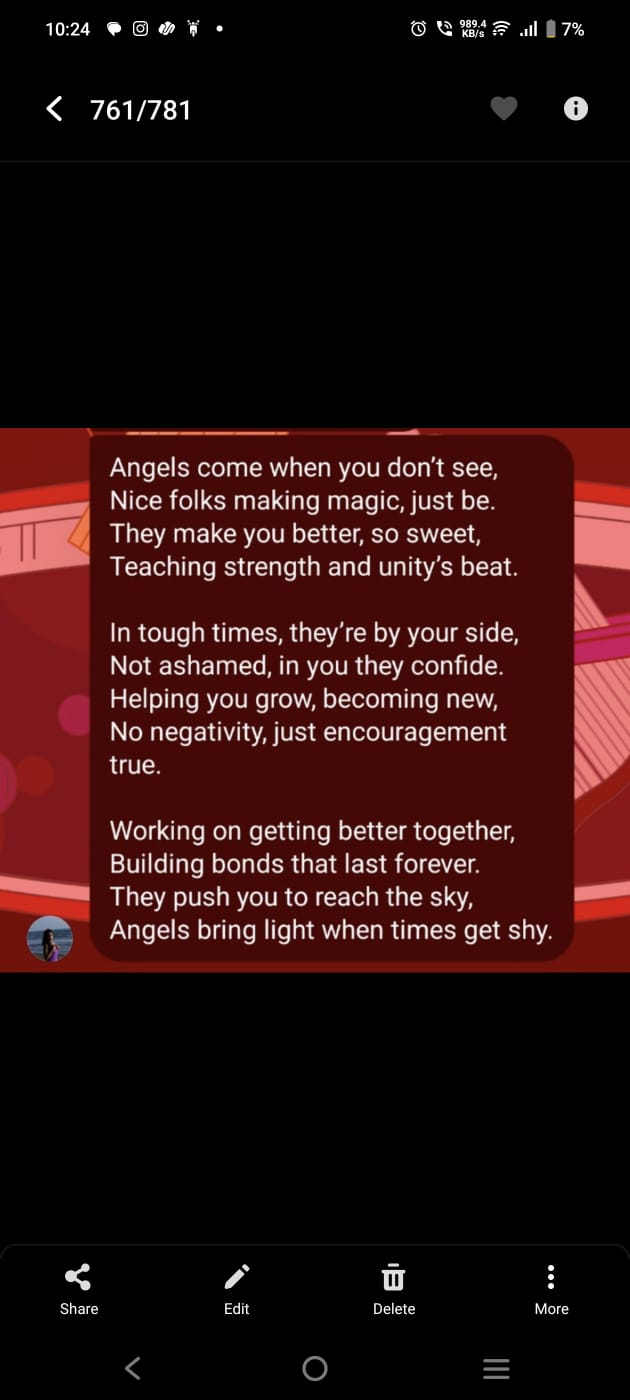 10:24
989.4
KB/s
7%
761/781
Angels come when you don't see,
Nice folks making magic, just be.
They make you better, so sweet,
Teaching strength and unity's beat.
In tough times, they're by your side,
Not ashamed, in you they confide.
Helping you grow, becoming new,
No negativity, just encouragement
true.
Working on getting better together,
Building bonds that last forever.
They push you to reach the sky,
Angels bring light when times get shy.
Share
Edit
Delete
More